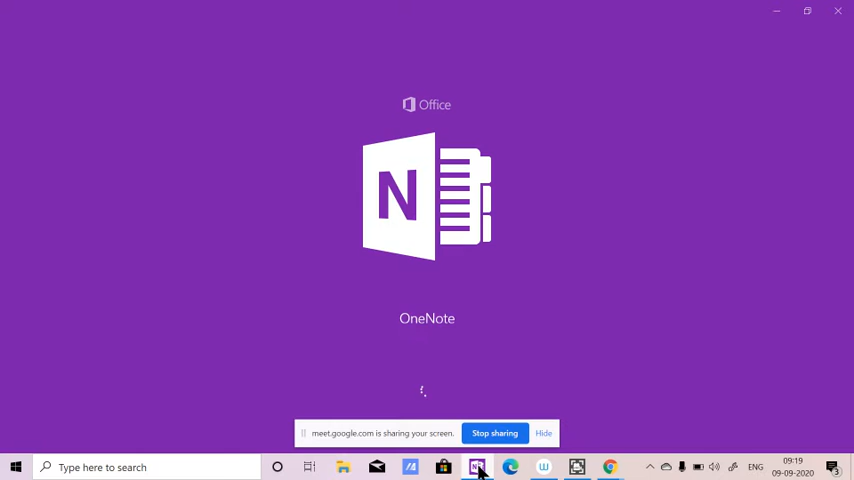 Office
N
OneNote
meet.google.com is sharing your screen. Stop sharing Hide
Type here to search
ENG
09:19
09-09-2020
3